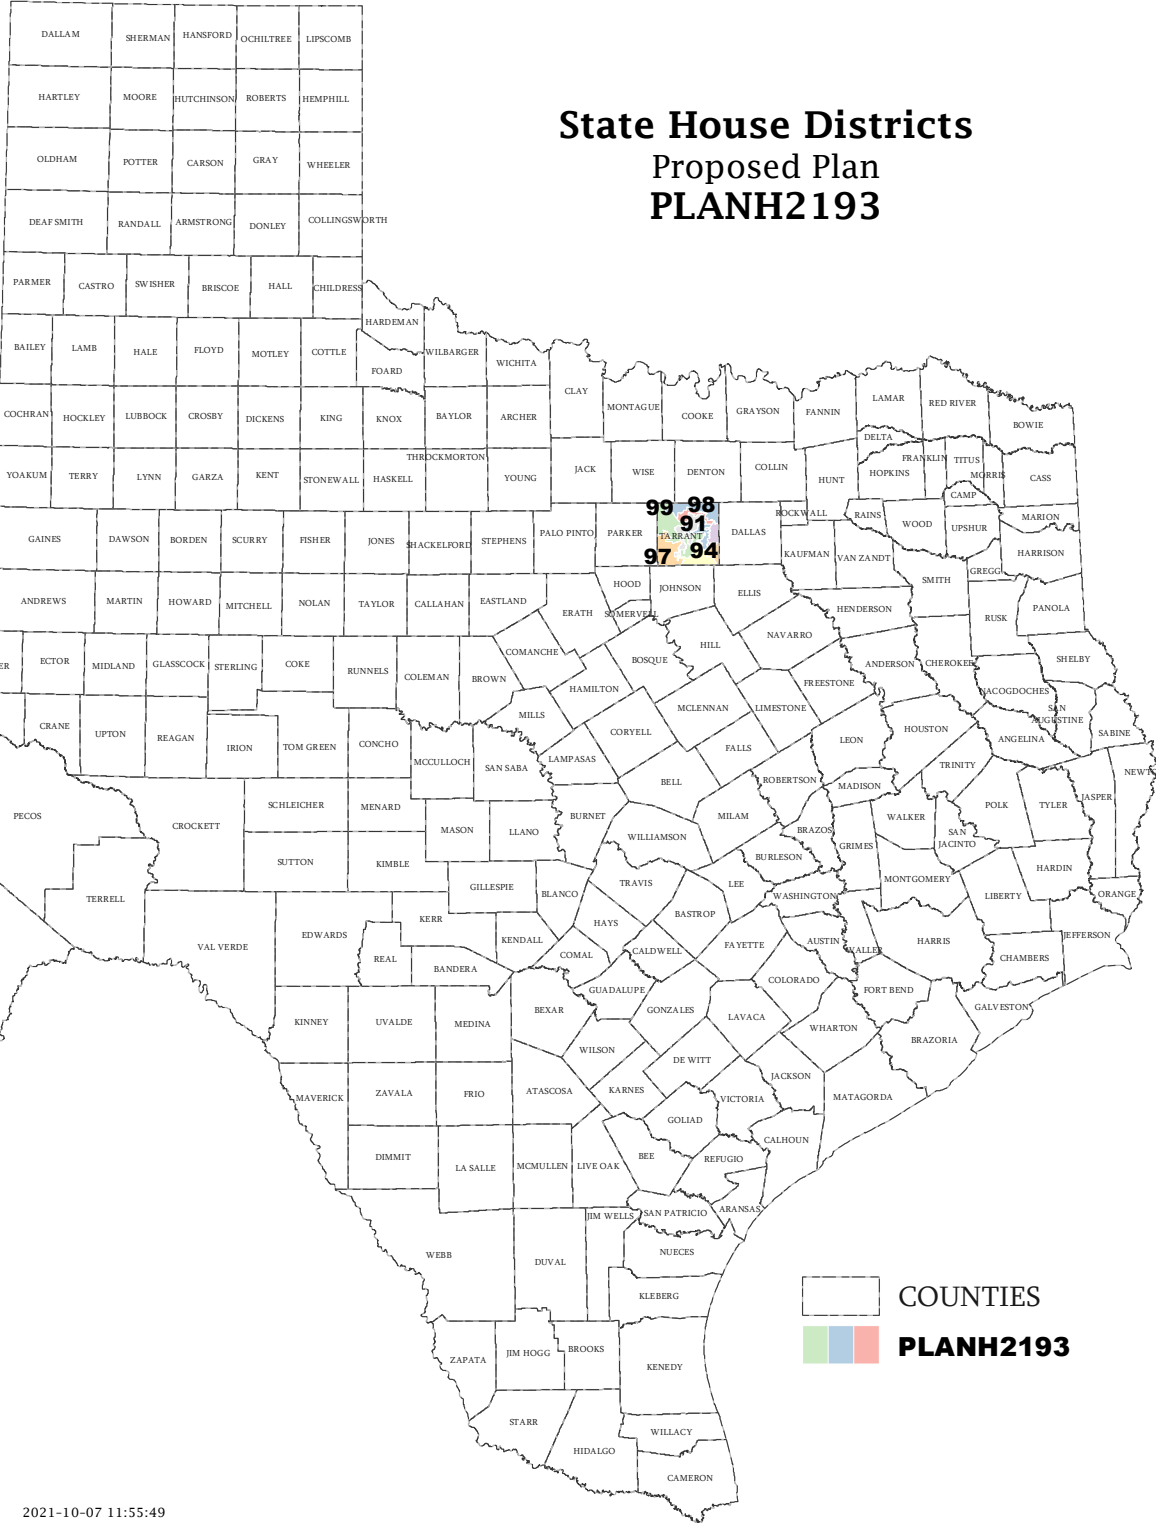 State House Districts
Proposed Plan
PLANH2193
DALLAM
SHERMAN
HANSFORD
OCHILTREE
LIPSCOMB
HARTLEY
MOORE
HUTCHINSON
ROBERTS
HEMPHILL
OLDHAM
POTTER
CARSON
GRAY
WHEELER
DEAF SMITH
RANDALL
ARMSTRONG
DONLEY
COLLINGSWORTH
PARMER
CASTRO
SWISHER
BRISCOE
HALL
CHILDRESS
HARDEMAN
BAILEY
LAMB
HALE
FLOYD
MOTLEY
COTTLE
FOARD
WILBARGER
WICHITA
CLAY
MONTAGUE
COOKE
GRAYSON
FANNIN
LAMAR
RED RIVER
BOWIE
COCHRAN
HOCKLEY
LUBBOCK
CROSBY
DICKENS
KING
KNOX
BAYLOR
ARCHER
DELTA
FRANKLIN
TITUS
MORRIS
CASS
YOAKUM
TERRY
LYNN
GARZA
KENT
STONEWALL
HASKELL
THROCKMORTON
YOUNG
JACK
WISE
DENTON
COLLIN
HUNT
HOPKINS
CAMP
99
98
91
TARRANT
97
94
ROCKWALL
RAINS
WOOD
UPSHUR
MARION
GAINES
DAWSON
BORDEN
SCURRY
FISHER
JONES
SHACKELFORD
STEPHENS
PALO PINTO
PARKER
DALLAS
KAUFMAN
VAN ZANDT
SMITH
GREGG
HARRISON
ANDREWS
MARTIN
HOWARD
MITCHELL
NOLAN
TAYLOR
CALLAHAN
EASTLAND
ERATH
HOOD
SOMERVELL
JOHNSON
ELLIS
HENDERSON
RUSK
PANOLA
ER
ECTOR
MIDLAND
GLASSCOCK
STERLING
COKE
RUNNELS
COLEMAN
BROWN
COMANCHE
HAMILTON
BOSQUE
HILL
NAVARRO
FREESTONE
ANDERSON
CHEROKEE
NACOGDOCHES
SHELBY
SAN
AUGUSTINE
SABINE
CRANE
UPTON
REAGAN
IRION
TOM GREEN
CONCHO
MCCULLOCH
SAN SABA
MILLS
LAMPASAS
CORYELL
MCLENNAN
LIMESTONE
FALLS
LEON
HOUSTON
ANGELINA
TRINITY
NEWT
PECOS
CROCKETT
SCHLEICHER
MENARD
MASON
LLANO
BURNET
BELL
MILAM
ROBERTSON
MADISON
WALKER
SAN
JACINTO
POLK
TYLER
JASPER
TERRELL
SUTTON
KIMBLE
GILLESPIE
BLANCO
WILLIAMSON
BRAZOS
BURLESON
GRIMES
MONTGOMERY
LIBERTY
HARDIN
ORANGE
VAL VERDE
EDWARDS
KERR
REAL
BANDERA
KENDALL
COMAL
HAYS
TRAVIS
LEE
BASTROP
CALDWELL
FAYETTE
WASHINGTON
AUSTIN
WALLER
HARRIS
CHAMBERS
JEFFERSON
KINNEY
UVALDE
MEDINA
BEXAR
GUADALUPE
GONZALES
LAVACA
COLORADO
WHARTON
FORT BEND
GALVESTON
BRAZORIA
MAVERICK
ZAVALA
FRIO
ATASCOSA
WILSON
KARNES
DE WITT
VICTORIA
JACKSON
MATAGORDA
DIMMIT
LA SALLE
MCMULLEN
LIVE OAK
BEE
GOLIAD
REFUGIO
CALHOUN
WEBB
DUVAL
JIM WELLS
SAN PATRICIO
ARANSAS
NUECES
KLEBERG
ZAPATA
JIM HOGG
BROOKS
KENEDY
STARR
HIDALGO
WILLACY
CAMERON
COUNTIES
PLANH2193
2021-10-07 11:55:49